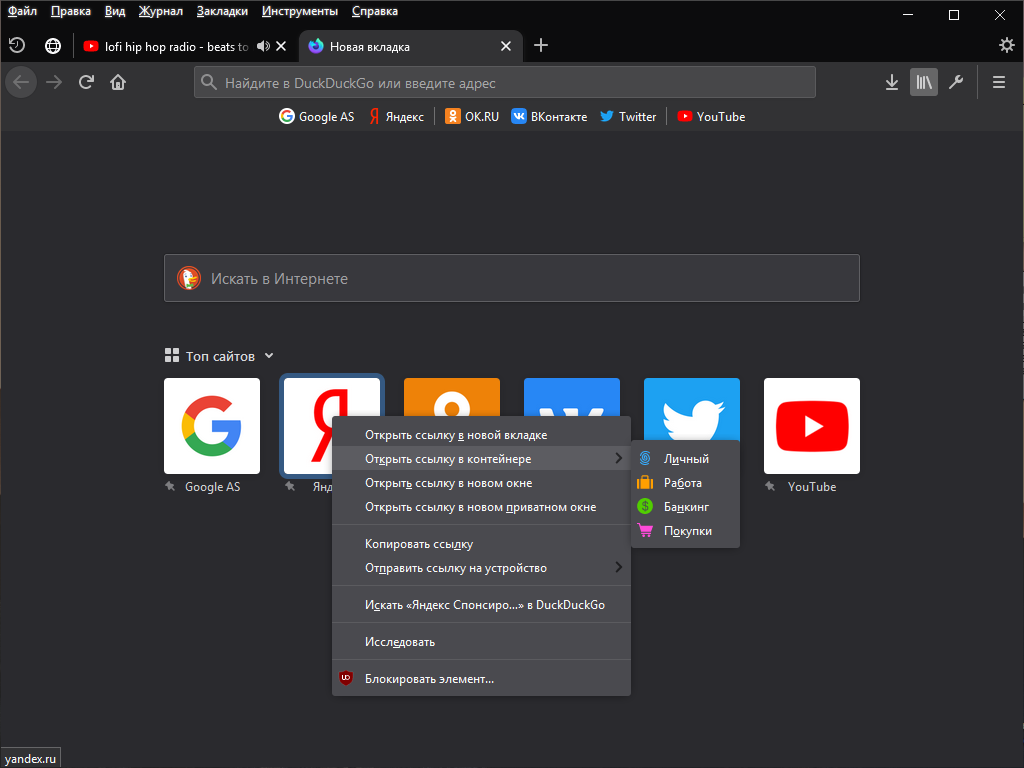 Файл Правка Вид Журнал Закладки Инструменты Справка
lofi hip hop radio - beats to
Новая вкладка
Найдите в DuckDuckGo или введите адрес
Google AS Яндекс OK.RU ВКонтакте Twitter YouTube
Искать в Интернете
Топ сайтов
Google AS
YouTube
Открыть ссылку в новой вкладке
Открыть ссылку в контейнере
Открыть ссылку в новом окне
Открыть ссылку в новом приватном окне
Копировать ссылку
Отправить ссылку на устройство
Искать «Яндекс Спонсиро...» в DuckDuckGo
Исследовать
Блокировать элемент...
Личный
Работа
Банкинг
Покупки
yandex.ru